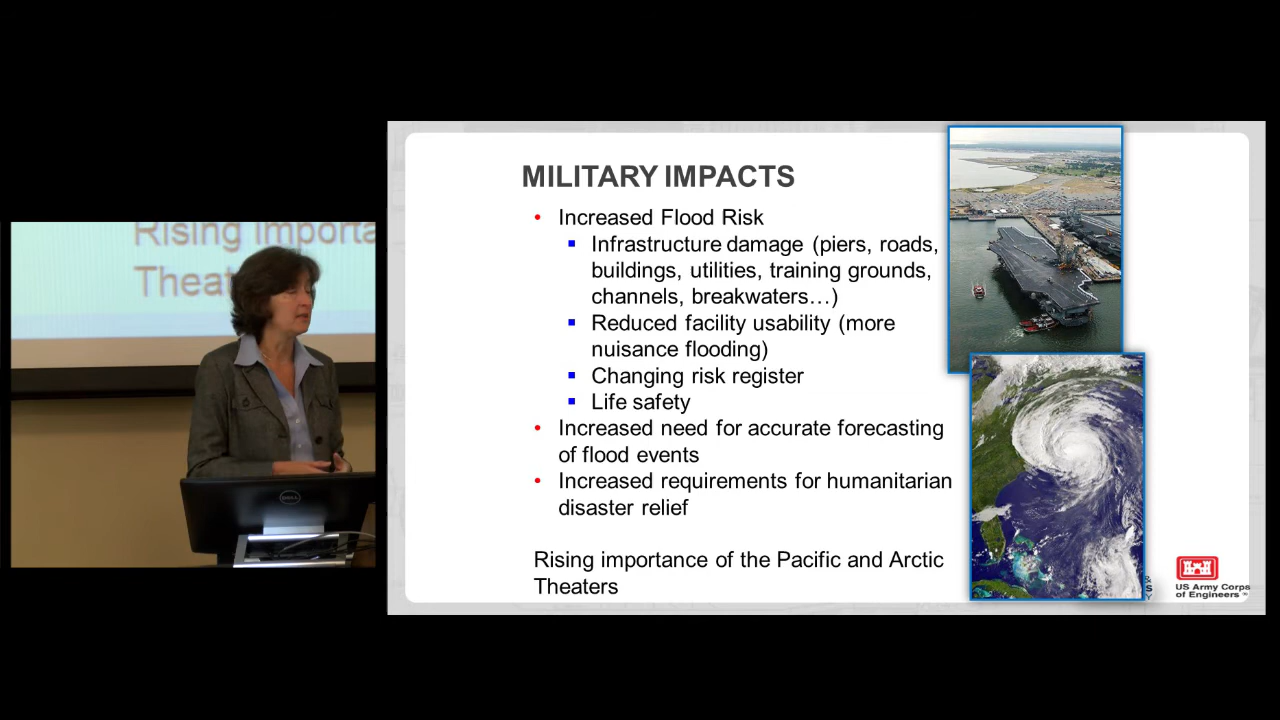 Rising Importa
Theat
DELL
MILITARY IMPACTS
• Increased Flood Risk
▪ Infrastructure damage (piers, roads,
buildings, utilities, training grounds,
channels, breakwaters…)
▪ Reduced facility usability (more
nuisance flooding)
▪ Changing risk register
▪ Life safety
• Increased need for accurate forecasting
of flood events
• Increased requirements for humanitarian
disaster relief
Rising importance of the Pacific and Arctic
Theaters
US Army Corps
of Engineers